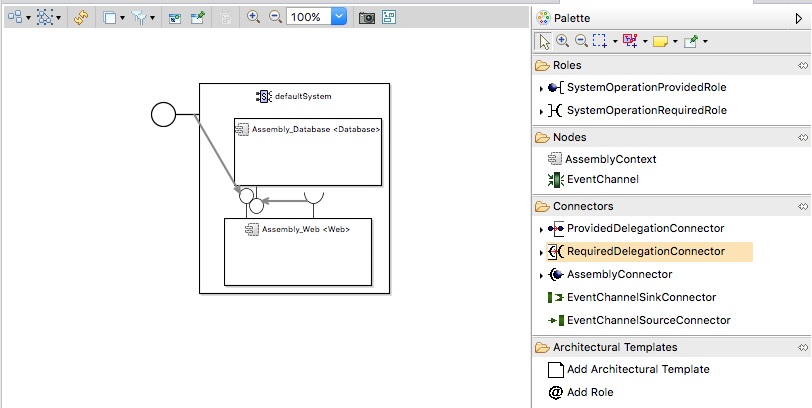 100%
defaultSystem
Assembly_Database <Database>
Assembly_Web <Web>
Palette
Roles
SystemOperationProvidedRole
SystemOperationRequiredRole
Nodes
AssemblyContext
EventChannel
Connectors
ProvidedDelegationConnector
RequiredDelegationConnector
AssemblyConnector
EventChannelSinkConnector
EventChannelSourceConnector
Architectural Templates
Add Architectural Template
Add Role